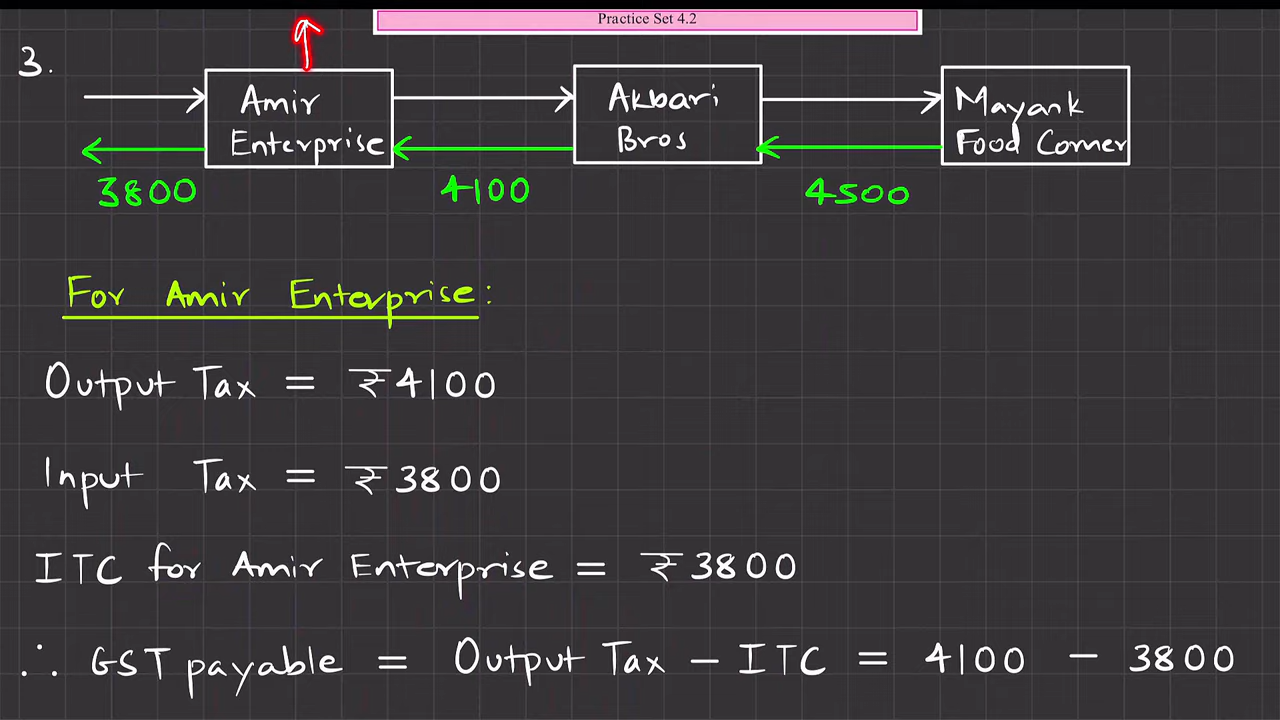 Practice Set 4.2
3.
Amir Enterprise
Akbari Bros
Mayank Food Corner
3800
4100
4500
For Amir Enterprise:
Output Tax = ₹4100
Input Tax = ₹3800
ITC for Amir Enterprise = ₹3800
∴ GST payable = Output Tax - ITC = 4100 - 3800